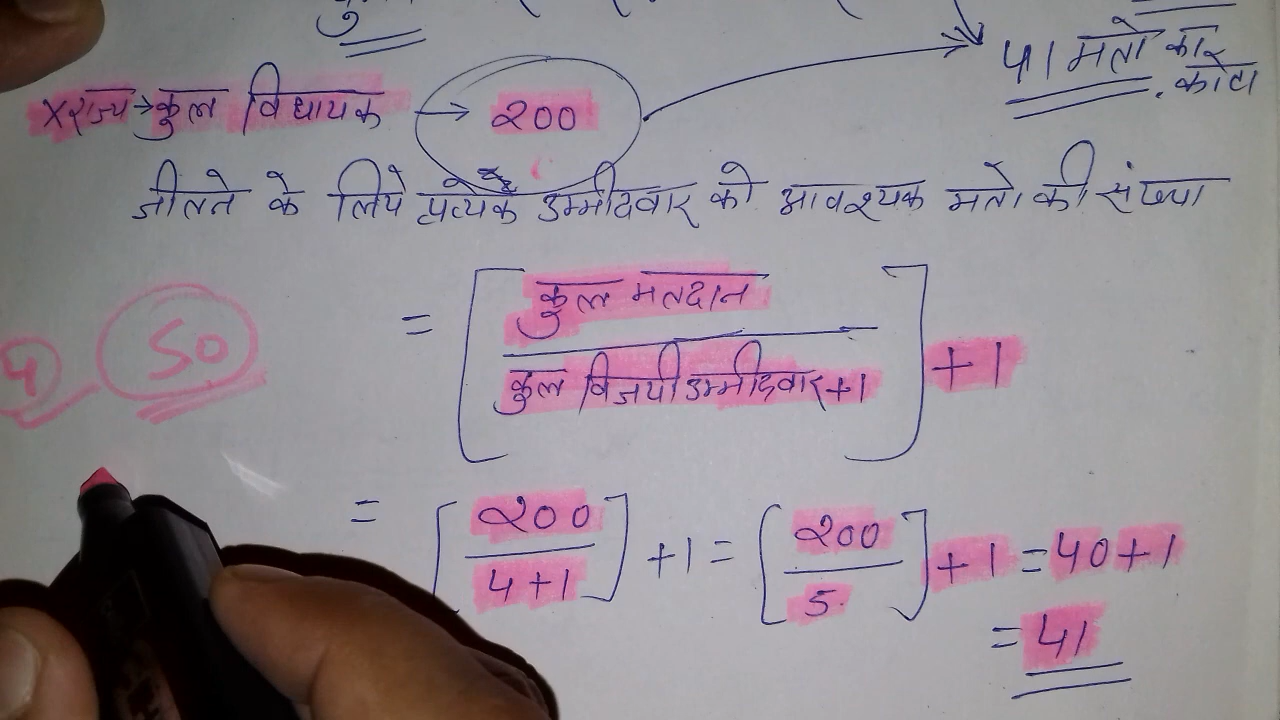 41 मतो का
कोटा
X राज्य → कुल विधायक → 200
जीतने के लिये प्रत्येक उम्मीदवार को आवश्यक मतो की संख्या
= [कुल मतदान / कुल विजयी उम्मीदवार+1] +1
4 50
= [200 / 4+1] +1 = [200 / 5] +1 = 40+1
= 41